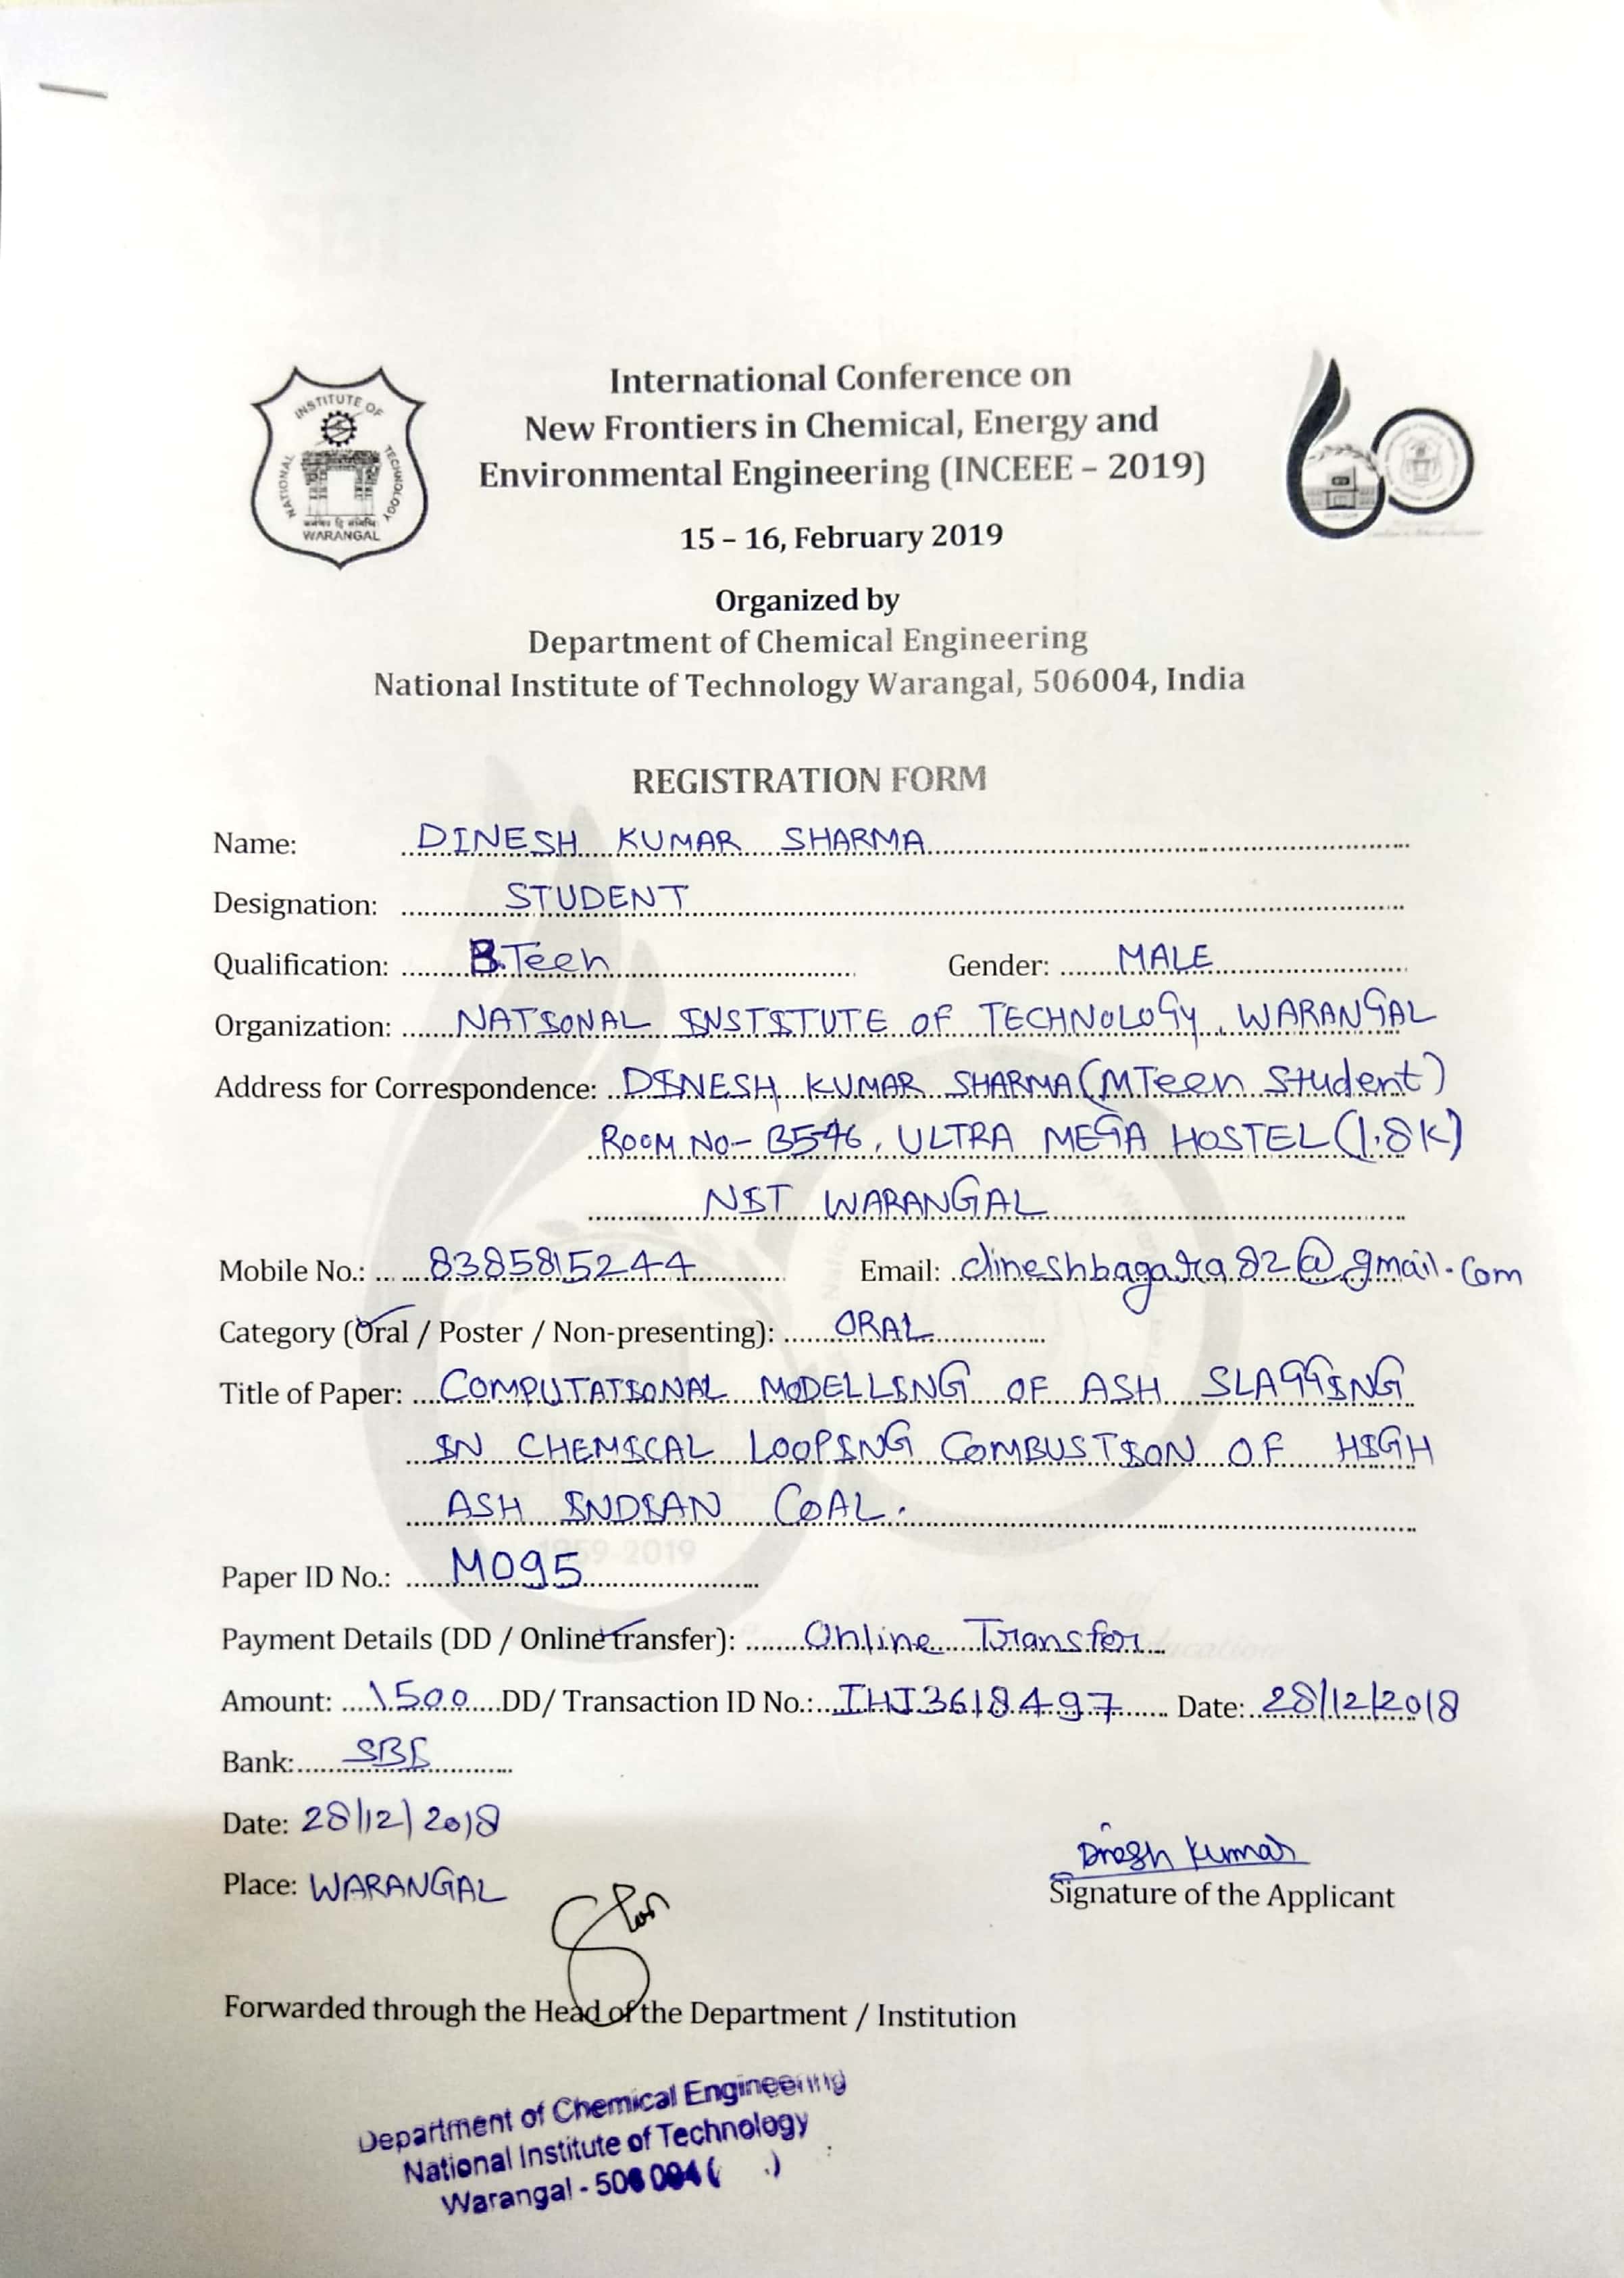 International Conference on
New Frontiers in Chemical, Energy and
Environmental Engineering (INCEEE – 2019)
15 – 16, February 2019
Organized by
Department of Chemical Engineering
National Institute of Technology Warangal, 506004, India
NATIONAL INSTITUTE OF TECHNOLOGY
WARANGAL
REGISTRATION FORM
Name: DINESH KUMAR SHARMA
Designation: STUDENT
Qualification: B.Tech Gender: MALE
Organization: NATIONAL INSTITUTE OF TECHNOLOGY, WARANGAL
Address for Correspondence: DINESH KUMAR SHARMA (MTech Student)
ROOM NO- B546, ULTRA MEGA HOSTEL (1.8K)
NIT WARANGAL
Mobile No.: 8385815244 Email: dineshbagara82@gmail.com
Category (Oral / Poster / Non-presenting): ORAL
Title of Paper: COMPUTATIONAL MODELLING OF ASH SLAGGING
IN CHEMICAL LOOPING COMBUSTION OF HIGH
ASH INDIAN COAL.
1959-2019
Paper ID No.: M095
Payment Details (DD / Online transfer): Online Transfer
Amount: 1500 DD/ Transaction ID No.: IHJ3618497 Date: 28/12/2018
Bank: SBI
Date: 28/12/2018
Place: WARANGAL
Dinesh Kumar
Signature of the Applicant
Forwarded through the Head of the Department / Institution
Department of Chemical Engineering
National Institute of Technology
Warangal - 506 004 ( .)